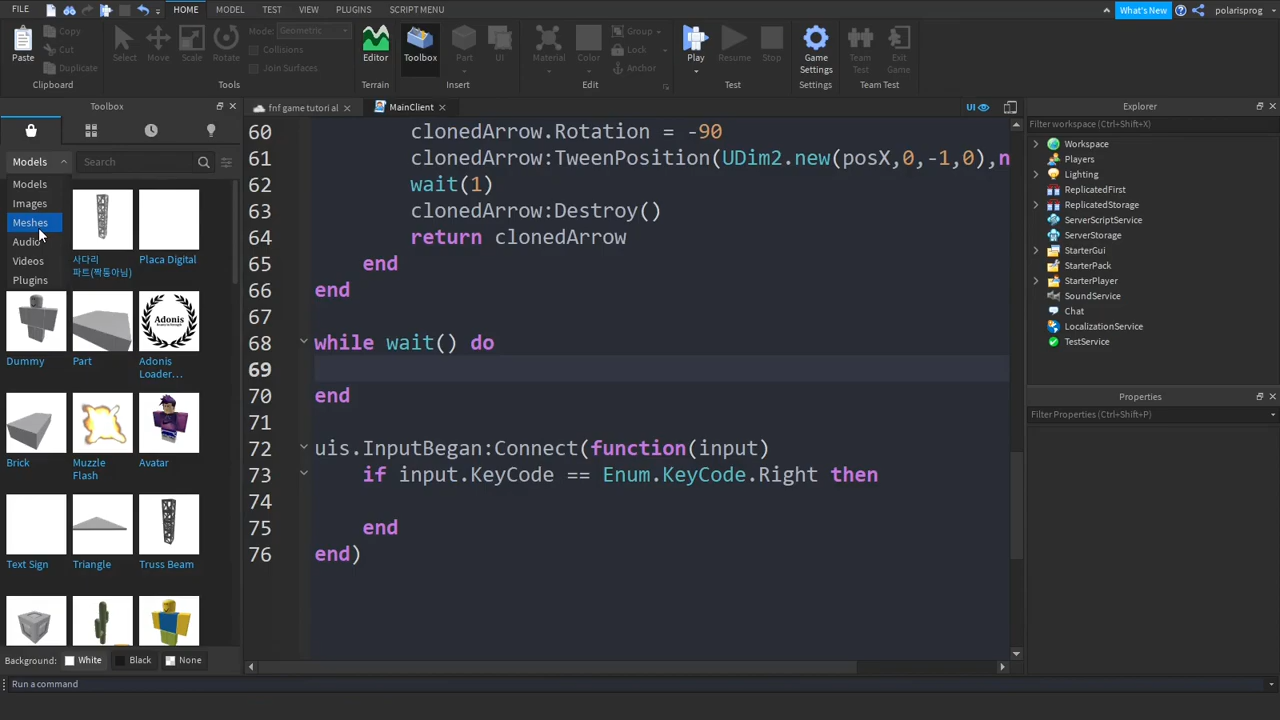 FILE HOME MODEL TEST VIEW PLUGINS SCRIPT MENU What's New polarisprog
Paste Copy Cut Duplicate Select Move Scale Rotate Mode: Geometric Collisions Join Surfaces Editor Toolbox Part UI Material Color Group Lock Anchor Play Resume Stop Game Settings Team Test Exit Game
Clipboard Tools Terrain Insert Edit Test Settings Team Test
Toolbox
fnf game tutori al MainClient UI
Models Search
Models
Images
Meshes
Audio
Videos
Plugins
사다리
파트(짝퉁아님) Placa Digital
Adonis
Dummy Part Adonis
Loader...
Brick Muzzle
Flash Avatar
Text Sign Triangle Truss Beam
Background: White Black None
60 clonedArrow.Rotation = -90
61 clonedArrow:TweenPosition(UDim2.new(posX,0,-1,0),n
62 wait(1)
63 clonedArrow:Destroy()
64 return clonedArrow
65 end
66 end
67
68 while wait() do
69
70 end
71
72 uis.InputBegan:Connect(function(input)
73 if input.KeyCode == Enum.KeyCode.Right then
74
75 end
76 end)
Explorer
Filter workspace (Ctrl+Shift+X)
Workspace
Players
Lighting
ReplicatedFirst
ReplicatedStorage
ServerScriptService
ServerStorage
StarterGui
StarterPack
StarterPlayer
SoundService
Chat
LocalizationService
TestService
Properties
Filter Properties (Ctrl+Shift+P)
Run a command